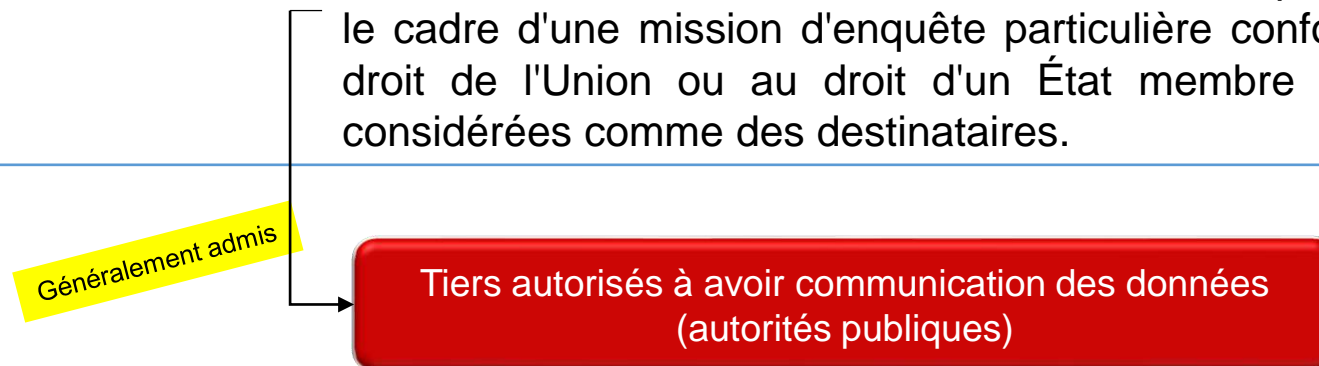 le cadre d'une mission d'enquête particulière
droit de l'Union ou au droit d'un État membre
considérées comme des destinataires.
Généralement admis
Tiers autorisés à avoir communication des données
(autorités publiques)